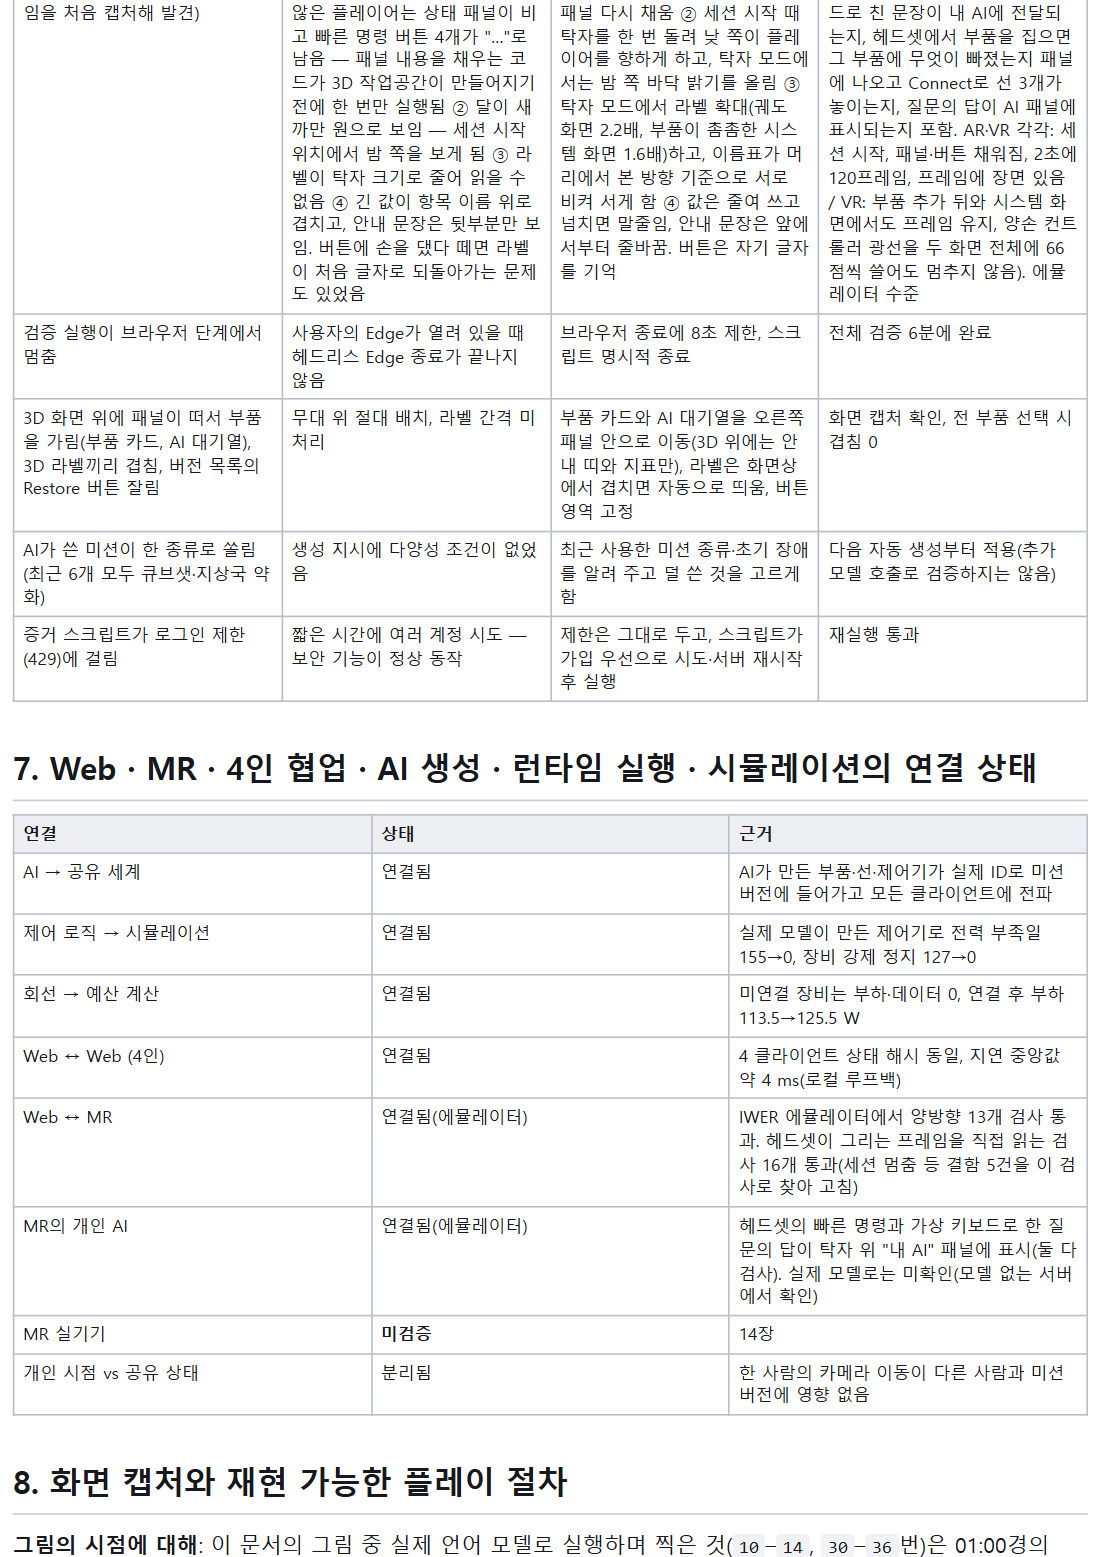 임을 처음 캡처해 발견)
않은 플레이어는 상태 패널이 비
고 빠른 명령 버튼 4개가 "..."로
남음 — 패널 내용을 채우는 코
드가 3D 작업공간이 만들어지기
전에 한 번만 실행됨 ② 달이 새
까만 원으로 보임 — 세션 시작
위치에서 밤 쪽을 보게 됨 ③ 라
벨이 탁자 크기로 줄어 읽을 수
없음 ④ 긴 값이 항목 이름 위로
겹치고, 안내 문장은 뒷부분만 보
임. 버튼에 손을 댔다 떼면 라벨
이 처음 글자로 되돌아가는 문제
도 있었음
패널 다시 채움 ② 세션 시작 때
탁자를 한 번 돌려 낮 쪽이 플레
이어를 향하게 하고, 탁자 모드에
서는 밤 쪽 바닥 밝기를 올림 ③
탁자 모드에서 라벨 확대(궤도
화면 2.2배, 부품이 촘촘한 시스
템 화면 1.6배)하고, 이름표가 머
리에서 본 방향 기준으로 서로
비켜 서게 함 ④ 값은 줄여 쓰고
넘치면 말줄임, 안내 문장은 앞에
서부터 줄바꿈. 버튼은 자기 글자
를 기억
드로 친 문장이 내 AI에 전달되
는지, 헤드셋에서 부품을 집으면
그 부품에 무엇이 빠졌는지 패널
에 나오고 Connect로 선 3개가
놓이는지, 질문의 답이 AI 패널에
표시되는지 포함. AR·VR 각각: 세
션 시작, 패널·버튼 채워짐, 2초에
120프레임, 프레임에 장면 있음
/ VR: 부품 추가 뒤와 시스템 화
면에서도 프레임 유지, 양손 컨트
롤러 광선을 두 화면 전체에 66
점씩 쓸어도 멈추지 않음). 에뮬
레이터 수준
검증 실행이 브라우저 단계에서
멈춤
사용자의 Edge가 열려 있을 때
헤드리스 Edge 종료가 끝나지
않음
브라우저 종료에 8초 제한, 스크
립트 명시적 종료
전체 검증 6분에 완료
3D 화면 위에 패널이 떠서 부품
을 가림(부품 카드, AI 대기열),
3D 라벨끼리 겹침, 버전 목록의
Restore 버튼 잘림
무대 위 절대 배치, 라벨 간격 미
처리
부품 카드와 AI 대기열을 오른쪽
패널 안으로 이동(3D 위에는 안
내 띠와 지표만), 라벨은 화면상
에서 겹치면 자동으로 띄움, 버튼
영역 고정
화면 캡처 확인, 전 부품 선택 시
겹침 0
AI가 쓴 미션이 한 종류로 쏠림
(최근 6개 모두 큐브샛·지상국 약
화)
생성 지시에 다양성 조건이 없었
음
최근 사용한 미션 종류·초기 장애
를 알려 주고 덜 쓴 것을 고르게
함
다음 자동 생성부터 적용(추가
모델 호출로 검증하지는 않음)
증거 스크립트가 로그인 제한
(429)에 걸림
짧은 시간에 여러 계정 시도 —
보안 기능이 정상 동작
제한은 그대로 두고, 스크립트가
가입 우선으로 시도·서버 재시작
후 실행
재실행 통과
7. Web · MR · 4인 협업 · AI 생성 · 런타임 실행 · 시뮬레이션의 연결 상태
연결
상태
근거
AI → 공유 세계
연결됨
AI가 만든 부품·선·제어기가 실제 ID로 미션
버전에 들어가고 모든 클라이언트에 전파
제어 로직 → 시뮬레이션
연결됨
실제 모델이 만든 제어기로 전력 부족일
155→0, 장비 강제 정지 127→0
회선 → 예산 계산
연결됨
미연결 장비는 부하·데이터 0, 연결 후 부하
113.5→125.5 W
Web ↔ Web (4인)
연결됨
4 클라이언트 상태 해시 동일, 지연 중앙값
약 4 ms(로컬 루프백)
Web ↔ MR
연결됨(에뮬레이터)
IWER 에뮬레이터에서 양방향 13개 검사 통
과. 헤드셋이 그리는 프레임을 직접 읽는 검
사 16개 통과(세션 멈춤 등 결함 5건을 이 검
사로 찾아 고침)
MR의 개인 AI
연결됨(에뮬레이터)
헤드셋의 빠른 명령과 가상 키보드로 한 질
문의 답이 탁자 위 "내 AI" 패널에 표시(둘 다
검사). 실제 모델로는 미확인(모델 없는 서버
에서 확인)
MR 실기기
미검증
14장
개인 시점 vs 공유 상태
분리됨
한 사람의 카메라 이동이 다른 사람과 미션
버전에 영향 없음
8. 화면 캡처와 재현 가능한 플레이 절차
그림의 시점에 대해: 이 문서의 그림 중 실제 언어 모델로 실행하며 찍은 것(10–14, 30–36번)은 01:00경의